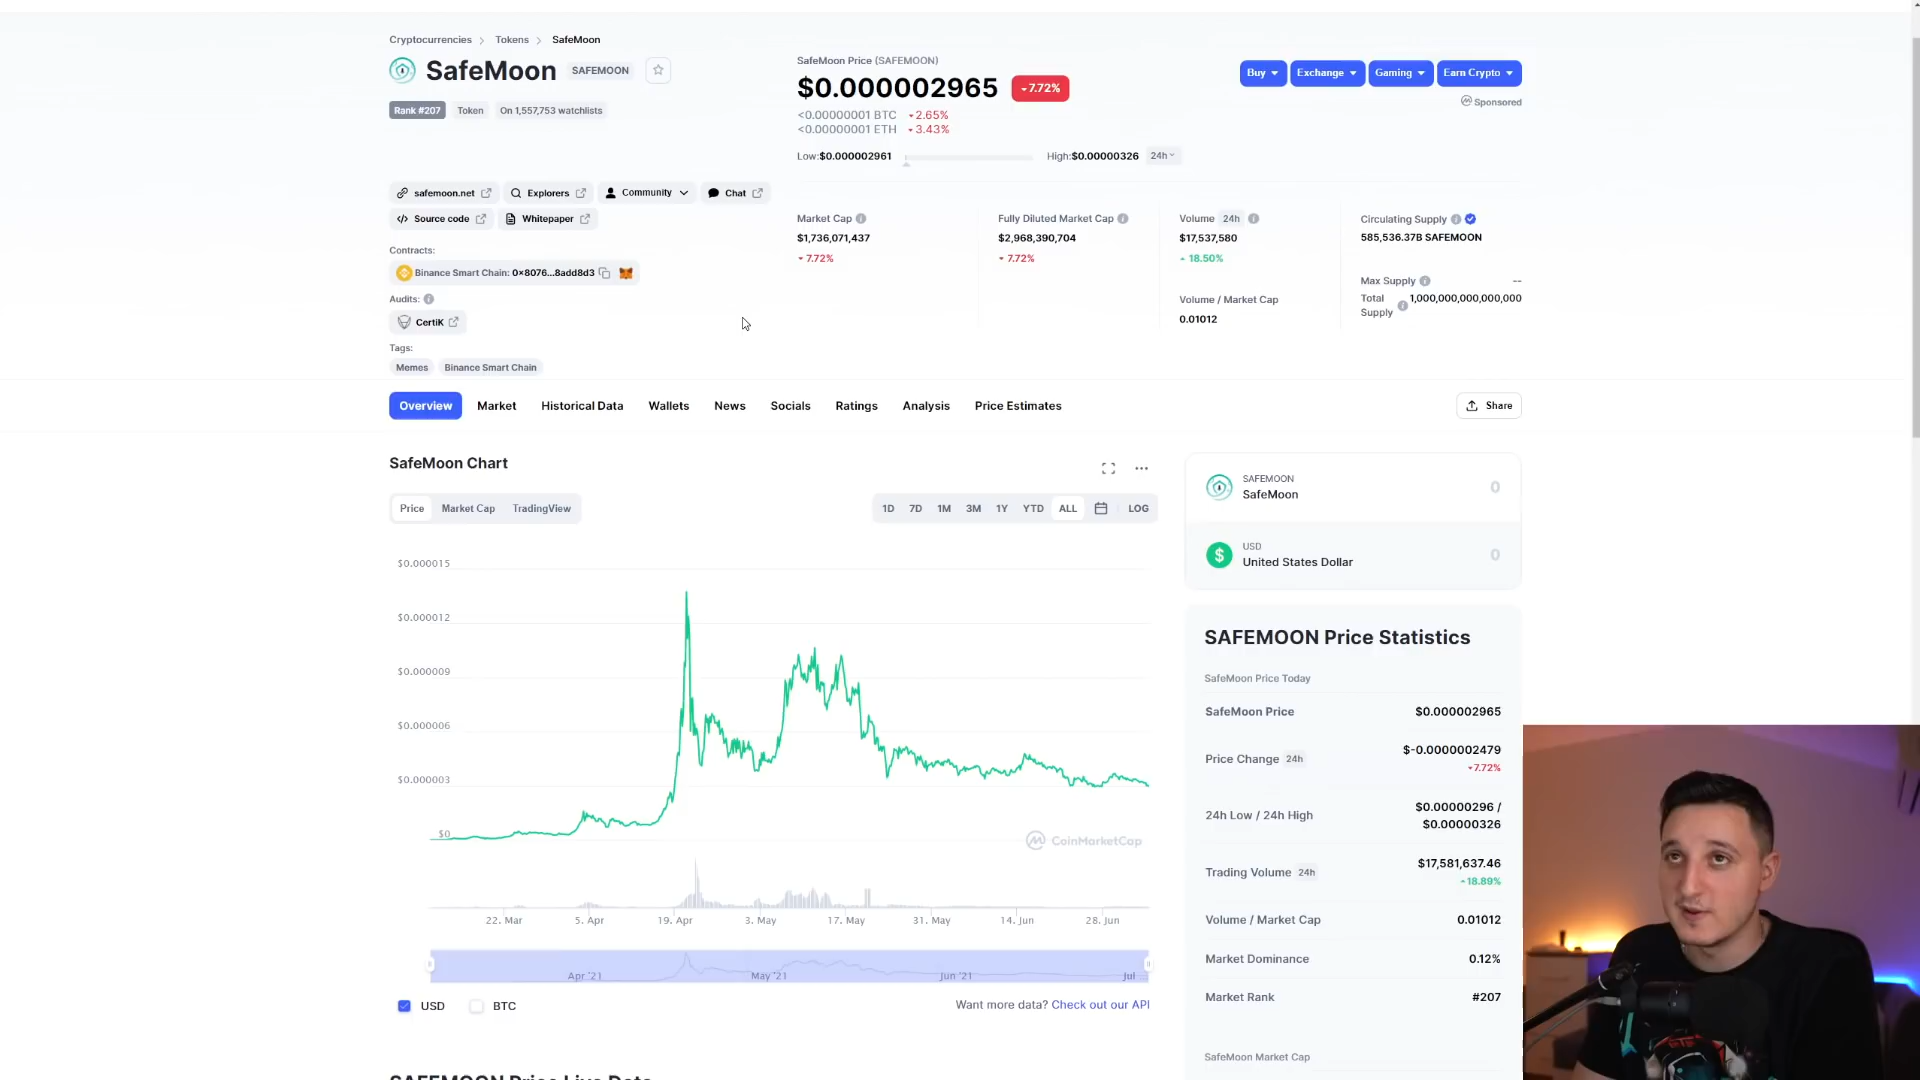 Cryptocurrencies > Tokens > SafeMoon
SafeMoon SAFEMOON
Rank #207 Token On 1,557,753 watchlists
safemoon.net Explorers Community Chat
Source code Whitepaper
Contracts:
Binance Smart Chain: 0x8076...8add8d3
Audits:
CertiK
Tags:
Memes Binance Smart Chain
SafeMoon Price (SAFEMOON)
$0.000002965 7.72%
<0.00000001 BTC 2.65%
<0.00000001 ETH 3.43%
Low:$0.000002961 High:$0.00000326 24h
Buy Exchange Gaming Earn Crypto
Sponsored
Market Cap
$1,736,071,437
7.72%
Fully Diluted Market Cap
$2,968,390,704
7.72%
Volume 24h
$17,537,580
18.50%
Volume / Market Cap
0.01012
Circulating Supply
585,536.37B SAFEMOON
Max Supply --
Total Supply 1,000,000,000,000,000
Overview Market Historical Data Wallets News Socials Ratings Analysis Price Estimates Share
SafeMoon Chart
Price Market Cap TradingView 1D 7D 1M 3M 1Y YTD ALL LOG
$0.000015
$0.000012
$0.000009
$0.000006
$0.000003
$0
CoinMarketCap
22. Mar 5. Apr 19. Apr 3. May 17. May 31. May 14. Jun 28. Jun
Apr '21 May '21 Jun '21 Jul
USD BTC Want more data? Check out our API
SAFEMOON Price Live Data
SAFEMOON
SafeMoon 0
USD
United States Dollar 0
SAFEMOON Price Statistics
SafeMoon Price Today
SafeMoon Price $0.000002965
Price Change 24h $-0.0000002479
7.72%
24h Low / 24h High $0.00000296 /
$0.00000326
Trading Volume 24h $17,581,637.46
18.89%
Volume / Market Cap 0.01012
Market Dominance 0.12%
Market Rank #207
SafeMoon Market Cap